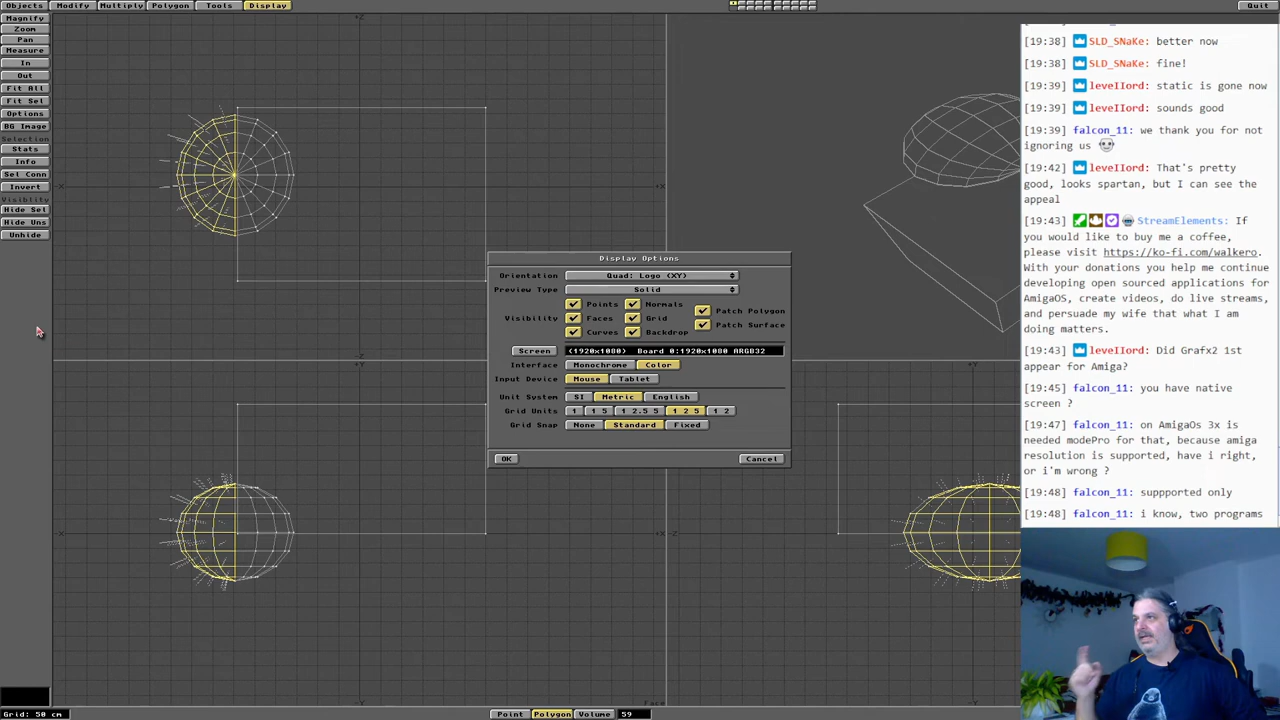 Objects Modify Multiply Polygon Tools Display Quit
Magnify
Zoom
Pan
Measure
In
Out
Fit All
Fit Sel
Options
BG Image
Selection
Stats
Info
Sel Conn
Invert
Visiblity
Hide Sel
Hide Uns
Unhide
Display Options
Orientation Quad: Logo (XY)
Preview Type Solid
Visibility Points Normals Patch Polygon
Faces Grid Patch Surface
Curves Backdrop
Screen (1920x1080) Board 0:1920x1080 ARGB32
Interface Monochrome Color
Input Device Mouse Tablet
Unit System SI Metric English
Grid Units 1 1 5 1 2.5 5 1 2 5 1 2
Grid Snap None Standard Fixed
OK Cancel
[19:38] SLD_SNaKe: better now
[19:38] SLD_SNaKe: fine!
[19:39] leveIIord: static is gone now
[19:39] leveIIord: sounds good
[19:39] falcon_11: we thank you for not
ignoring us
[19:42] leveIIord: That's pretty
good, looks spartan, but I can see the
appeal
[19:43] StreamElements: If
you would like to buy me a coffee,
please visit https://ko-fi.com/walkero.
With your donations you help me continue
developing open sourced applications for
AmigaOS, create videos, do live streams,
and persuade my wife that what I am
doing matters.
[19:43] leveIIord: Did Grafx2 1st
appear for Amiga?
[19:45] falcon_11: you have native
screen ?
[19:47] falcon_11: on AmigaOs 3x is
needed modePro for that, because amiga
resolution is supported, have i right,
or i'm wrong ?
[19:48] falcon_11: suppported only
[19:48] falcon_11: i know, two programs
Grid: 50 cm
Point Polygon Volume 59